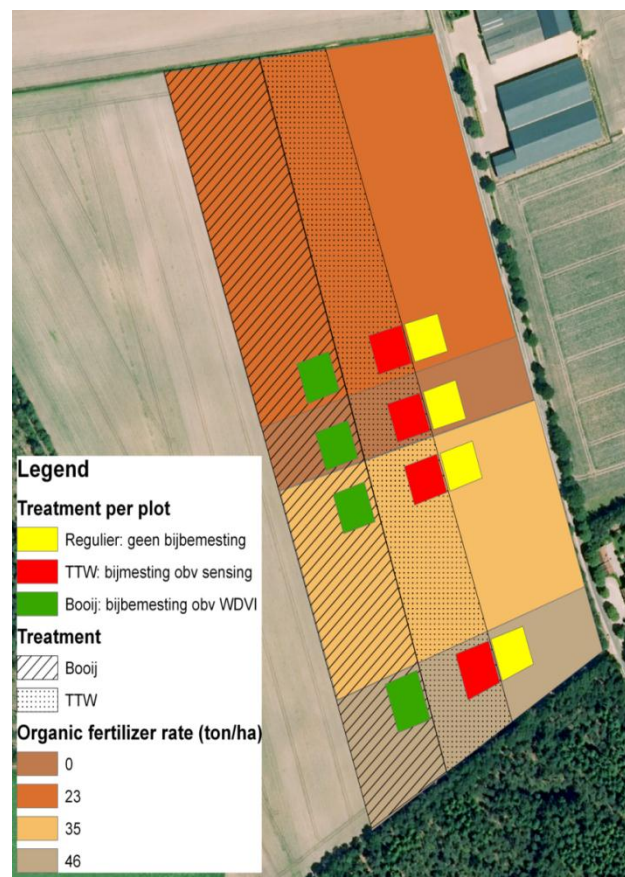 Legend
Treatment per plot
Regulier: geen bijbemesting
TTW: bijmesting obv sensing
Booij: bijbemesting obv WDVI
Treatment
Booij
TTW
Organic fertilizer rate (ton/ha)
0
23
35
46